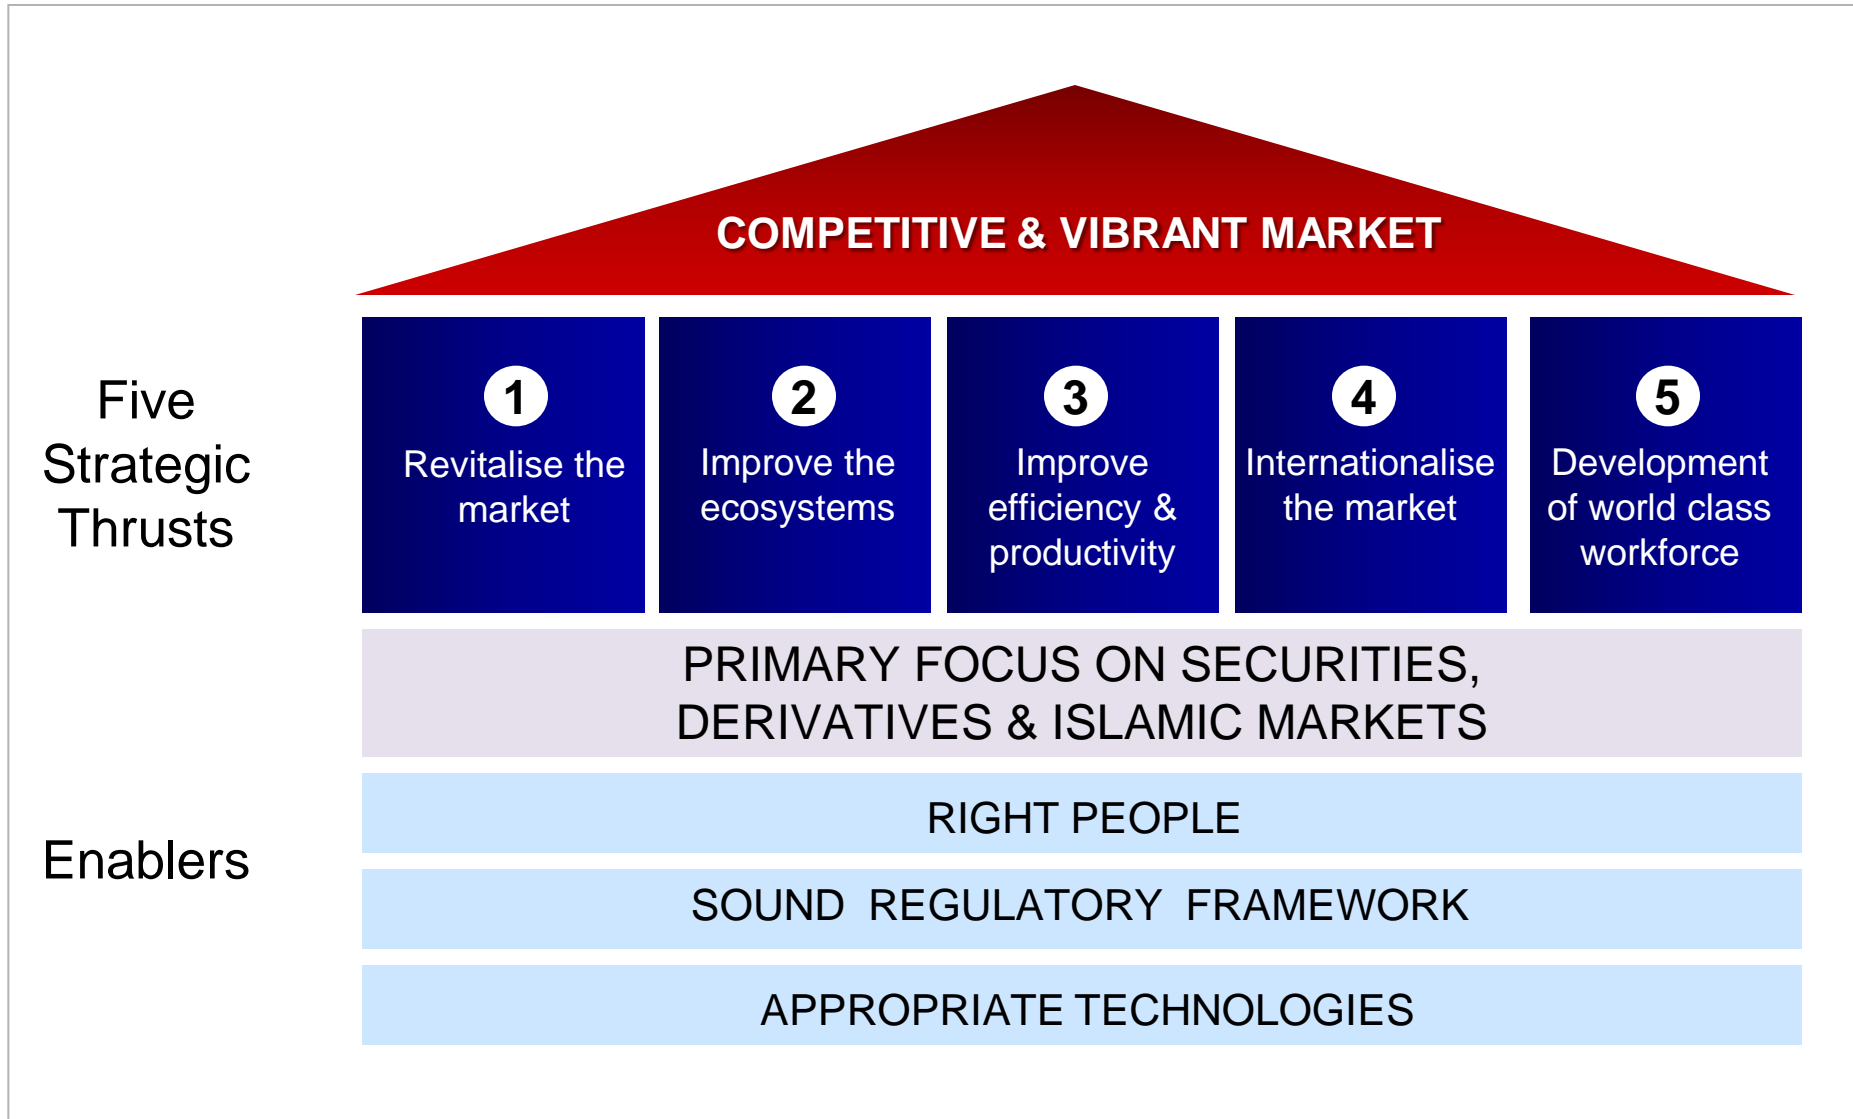 COMPETITIVE & VIBRANT MARKET
Five
Strategic
Thrusts
1
Revitalise the
market
2
Improve the
ecosystems
3
Improve
efficiency &
productivity
4
Internationalise
the market
5
Development
of world class
workforce
PRIMARY FOCUS ON SECURITIES,
DERIVATIVES & ISLAMIC MARKETS
Enablers
RIGHT PEOPLE
SOUND REGULATORY FRAMEWORK
APPROPRIATE TECHNOLOGIES